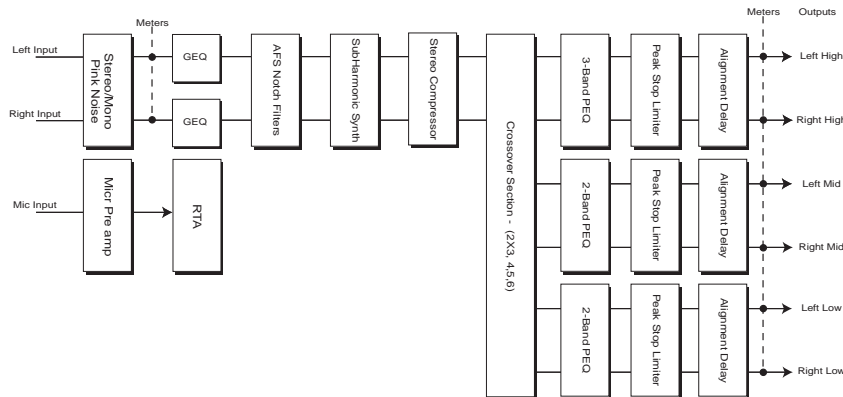 Meters
Meters
Outputs
Left Input
Right Input
Mic Input
Stereo/Mono
Pink Noise
GEQ
GEQ
AFS Notch Filters
SubHarmonic Synth
Stereo Compressor
Crossover Section - (2X3, 4,5,6)
3-Band PEQ
Peak Stop Limiter
Alignment Delay
Left High
Right High
Micr Pre amp
RTA
2-Band PEQ
Peak Stop Limiter
Alignment Delay
Left Mid
Right Mid
2-Band PEQ
Peak Stop Limiter
Alignment Delay
Left Low
Right Low